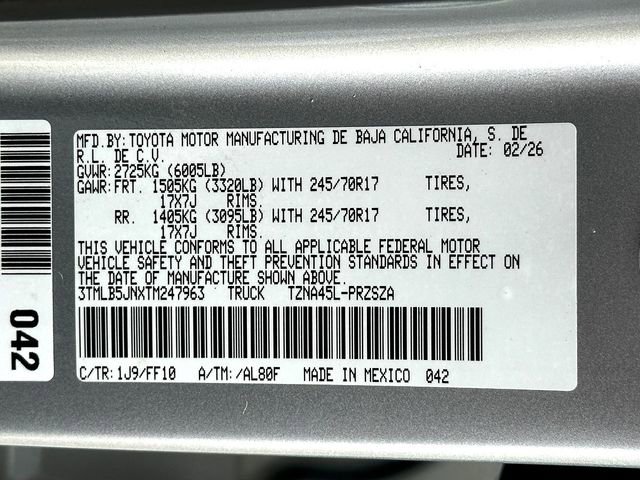 MFD.BY: TOYOTA MOTOR MANUFACTURING DE BAJA CALIFORNIA, S. DE
R.L. DE C.V. DATE: 02/26
GVWR: 2725KG (6005LB)
GAWR: FRT. 1505KG (3320LB) WITH 245/70R17 TIRES,
17X7J RIMS.
RR. 1405KG (3095LB) WITH 245/70R17 TIRES,
17X7J RIMS.
THIS VEHICLE CONFORMS TO ALL APPLICABLE FEDERAL MOTOR
VEHICLE SAFETY AND THEFT PREVENTION STANDARDS IN EFFECT
ON THE DATE OF MANUFACTURE SHOWN ABOVE.
3TMLB5JNXTM247963 TRUCK TZNA45L-PRZSZA
C/TR: 1J9/FF10 A/TM: /AL80F MADE IN MEXICO 042
042